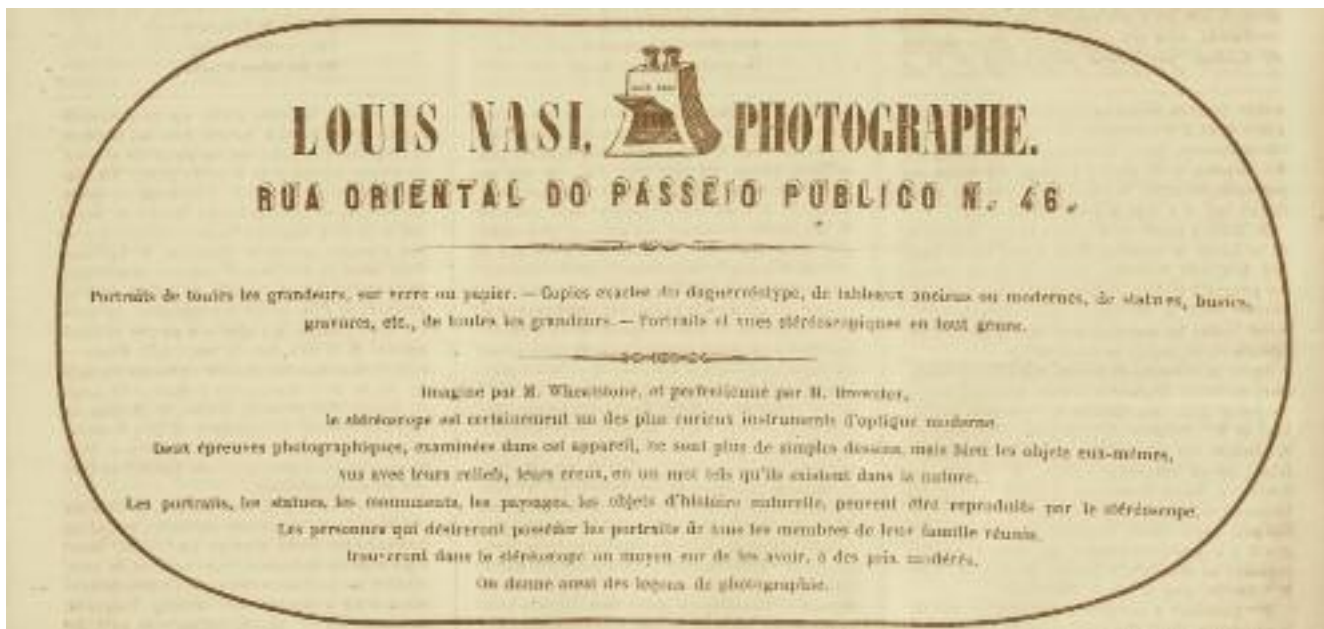 LOUIS NASI, PHOTOGRAPHE.
RUA ORIENTAL DO PASSEIO PUBLICO N. 46.
Portraits de toutes les grandeurs, sur verre ou papier. — Copies exactes du daguerréotype, de tableaux anciens ou modernes, de statues, bustes,
gravures, etc., de toutes les grandeurs. — Portraits et vues stéréoscopiques en tout genre.
Imaginé par M. Wheatstone, et perfectionné par M. Brewster,
le stéréoscope est certainement un des plus curieux instruments d'optique moderne.
Deux épreuves photographiques, examinées dans cet appareil, ne sont plus de simples dessins, mais bien les objets eux-mêmes,
vus avec leurs reliefs, leurs creux, en un mot tels qu'ils existent dans la nature.
Les portraits, les statues, les monuments, les paysages, les objets d'histoire naturelle, peuvent être reproduits par le stéréoscope.
Les personnes qui désireront posséder les portraits de tous les membres de leur famille réunis,
trouveront dans le stéréoscope un moyen sur de les avoir, à des prix modérés.
On donne aussi des leçons de photographie.